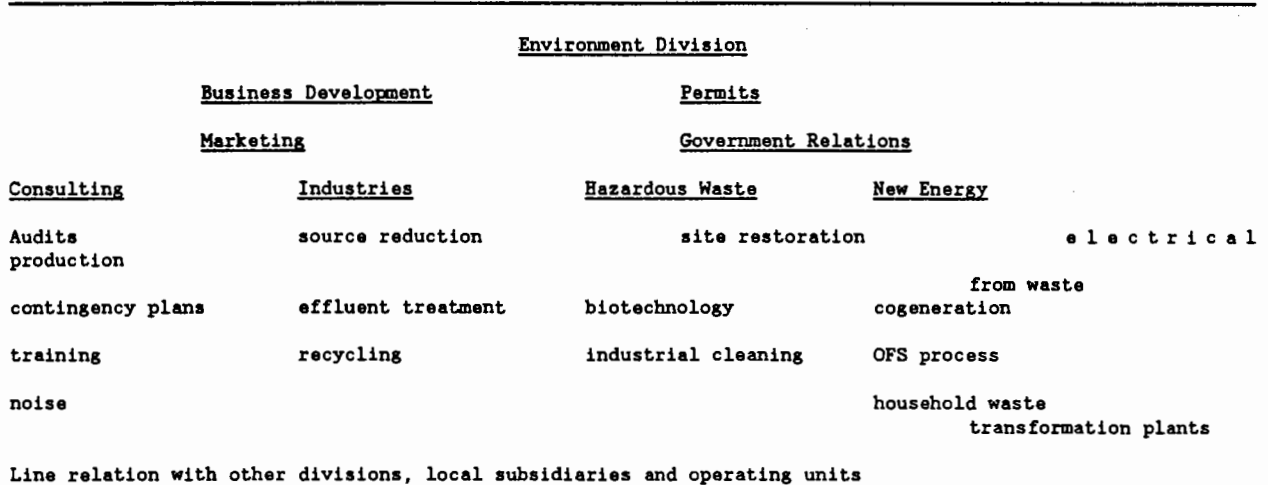 Environment Division
Business Development Permits
Marketing Government Relations
Consulting Industries Hazardous Waste New Energy
Audits source reduction site restoration e l e c t r i c a l
production
from waste
contingency plans effluent treatment biotechnology cogeneration
training recycling industrial cleaning OFS process
noise household waste
transformation plants
Line relation with other divisions, local subsidiaries and operating units